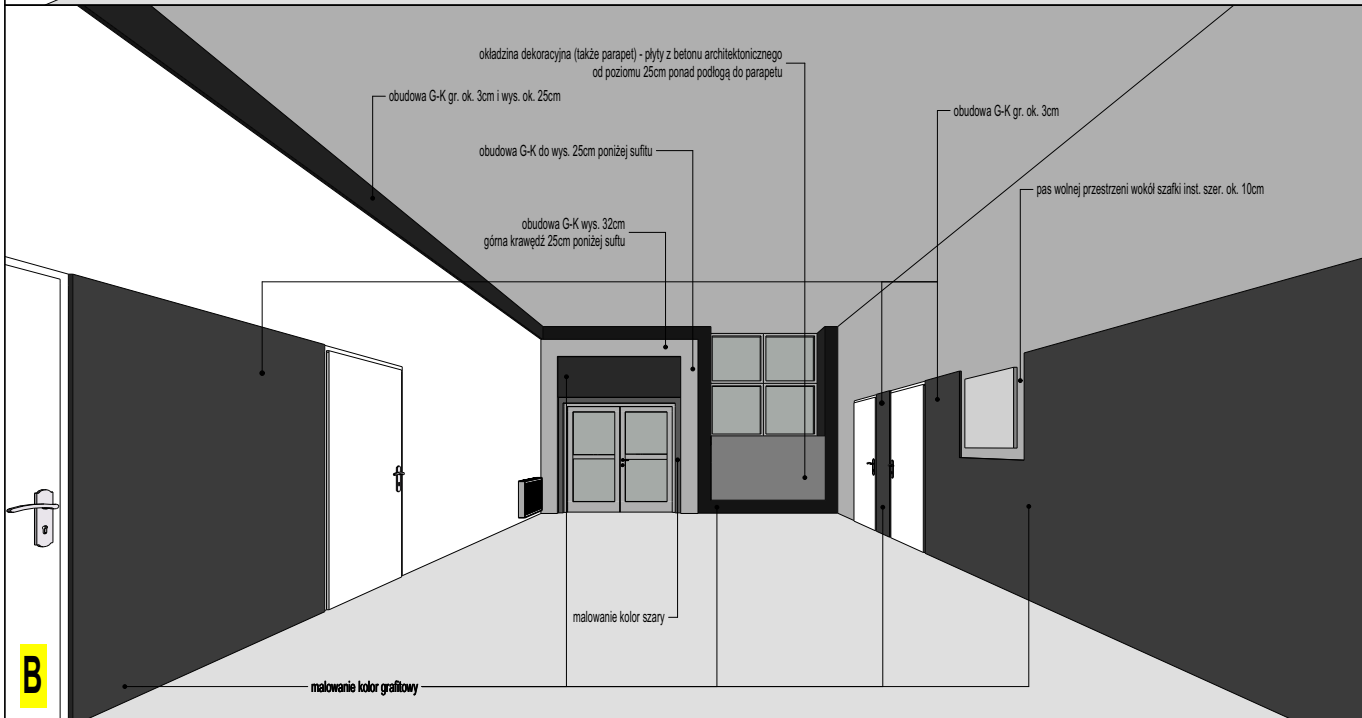 okładzina dekoracyjna (także parapet) - płyty z betonu architektonicznego
od poziomu 25cm ponad podłogą do parapetu
obudowa G-K gr. ok. 3cm i wys. ok. 25cm
obudowa G-K gr. ok. 3cm
obudowa G-K do wys. 25cm poniżej sufitu
pas wolnej przestrzeni wokół szafki inst. szer. ok. 10cm
obudowa G-K wys. 32cm
górna krawędź 25cm poniżej suftu
malowanie kolor szary
malowanie kolor grafitowy
B